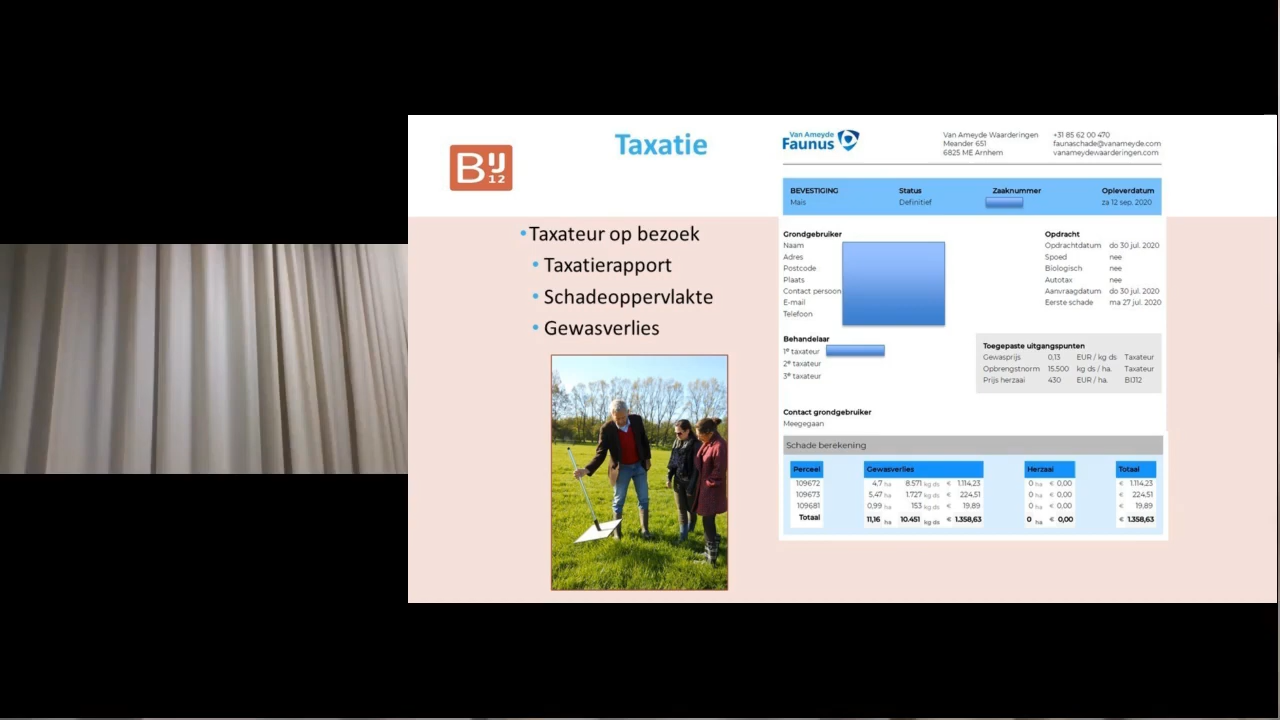 BIJ
12
Taxatie
•Taxateur op bezoek
• Taxatierapport
• Schadeoppervlakte
• Gewasverlies
Van Ameyde
Faunus
Van Ameyde Waarderingen
Meander 651
6825 ME Arnhem
+31 85 62 00 470
faunaschade@vanameyde.com
vanameydewaarderingen.com
BEVESTIGING Status Zaaknummer Opleverdatum
Mais Definitief za 12 sep. 2020
Grondgebruiker
Naam
Adres
Postcode
Plaats
Contact persoon
E-mail
Telefoon
Opdracht
Opdrachtdatum do 30 jul. 2020
Spoed nee
Biologisch nee
Autotax nee
Aanvraagdatum do 30 jul. 2020
Eerste schade ma 27 jul. 2020
Behandelaar
1e taxateur
2e taxateur
3e taxateur
Toegepaste uitgangspunten
Gewasprijs 0,13 EUR / kg ds Taxateur
Opbrengstnorm 15.500 kg ds / ha. Taxateur
Prijs herzaai 430 EUR / ha. BIJ12
Contact grondgebruiker
Meegegaan
Schade berekening
Perceel Gewasverlies Herzaai Totaal
109672 4,7 ha 8.571 kg ds € 1.114,23 0 ha € 0,00 € 1.114,23
109673 5,47 ha 1.727 kg ds € 224,51 0 ha € 0,00 € 224,51
109681 0,99 ha 153 kg ds € 19,89 0 ha € 0,00 € 19,89
Totaal 11,16 ha 10.451 kg ds € 1.358,63 0 ha € 0,00 € 1.358,63